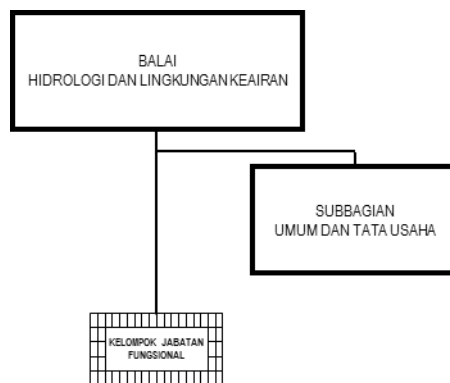 BALAI
HIDROLOGI DAN LINGKUNGAN KEAIRAN
SUBBAGIAN
UMUM DAN TATA USAHA
KELOMPOK JABATAN
FUNGSIONAL